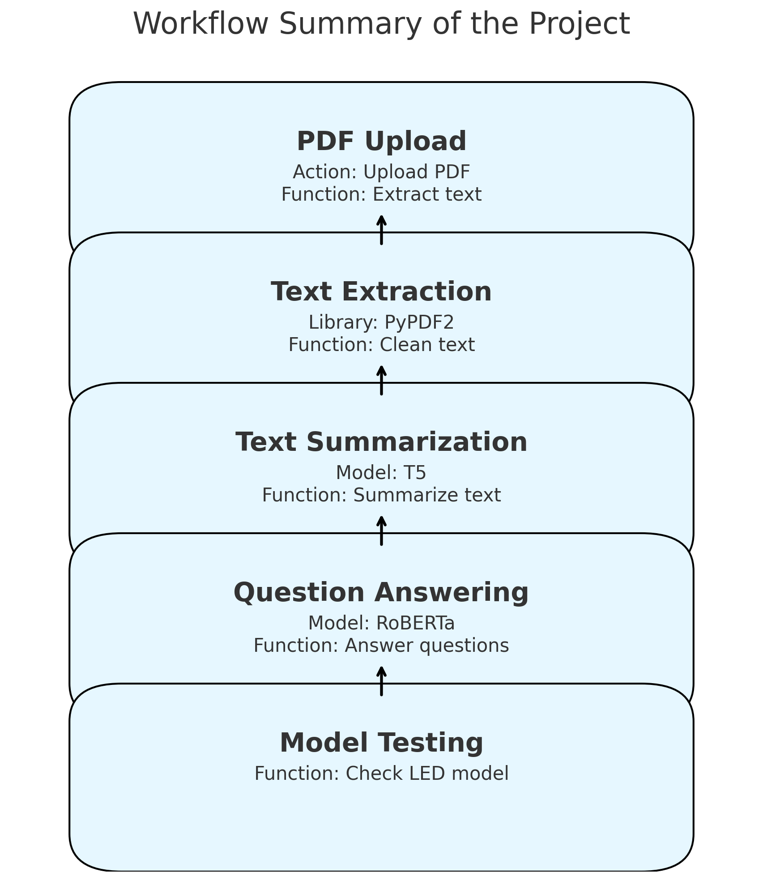 Workflow Summary of the Project
PDF Upload
Action: Upload PDF
Function: Extract text
Text Extraction
Library: PyPDF2
Function: Clean text
Text Summarization
Model: T5
Function: Summarize text
Question Answering
Model: RoBERTa
Function: Answer questions
Model Testing
Function: Check LED model